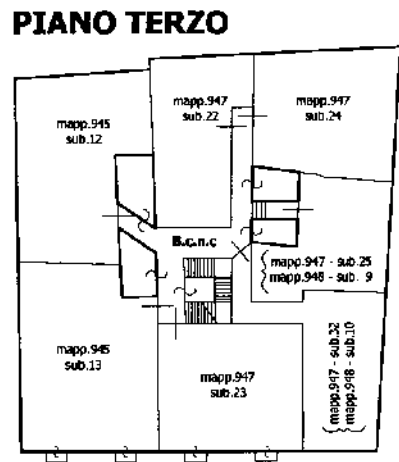 PIANO TERZO
mapp.945
sub.12
mapp.947
sub.22
mapp.947
sub.24
B.c.n.c
mapp.947 - sub.25
mapp.948 - sub. 9
mapp.945
sub.13
mapp.947
sub.23
mapp.947 - sub.32
mapp.948 - sub.10